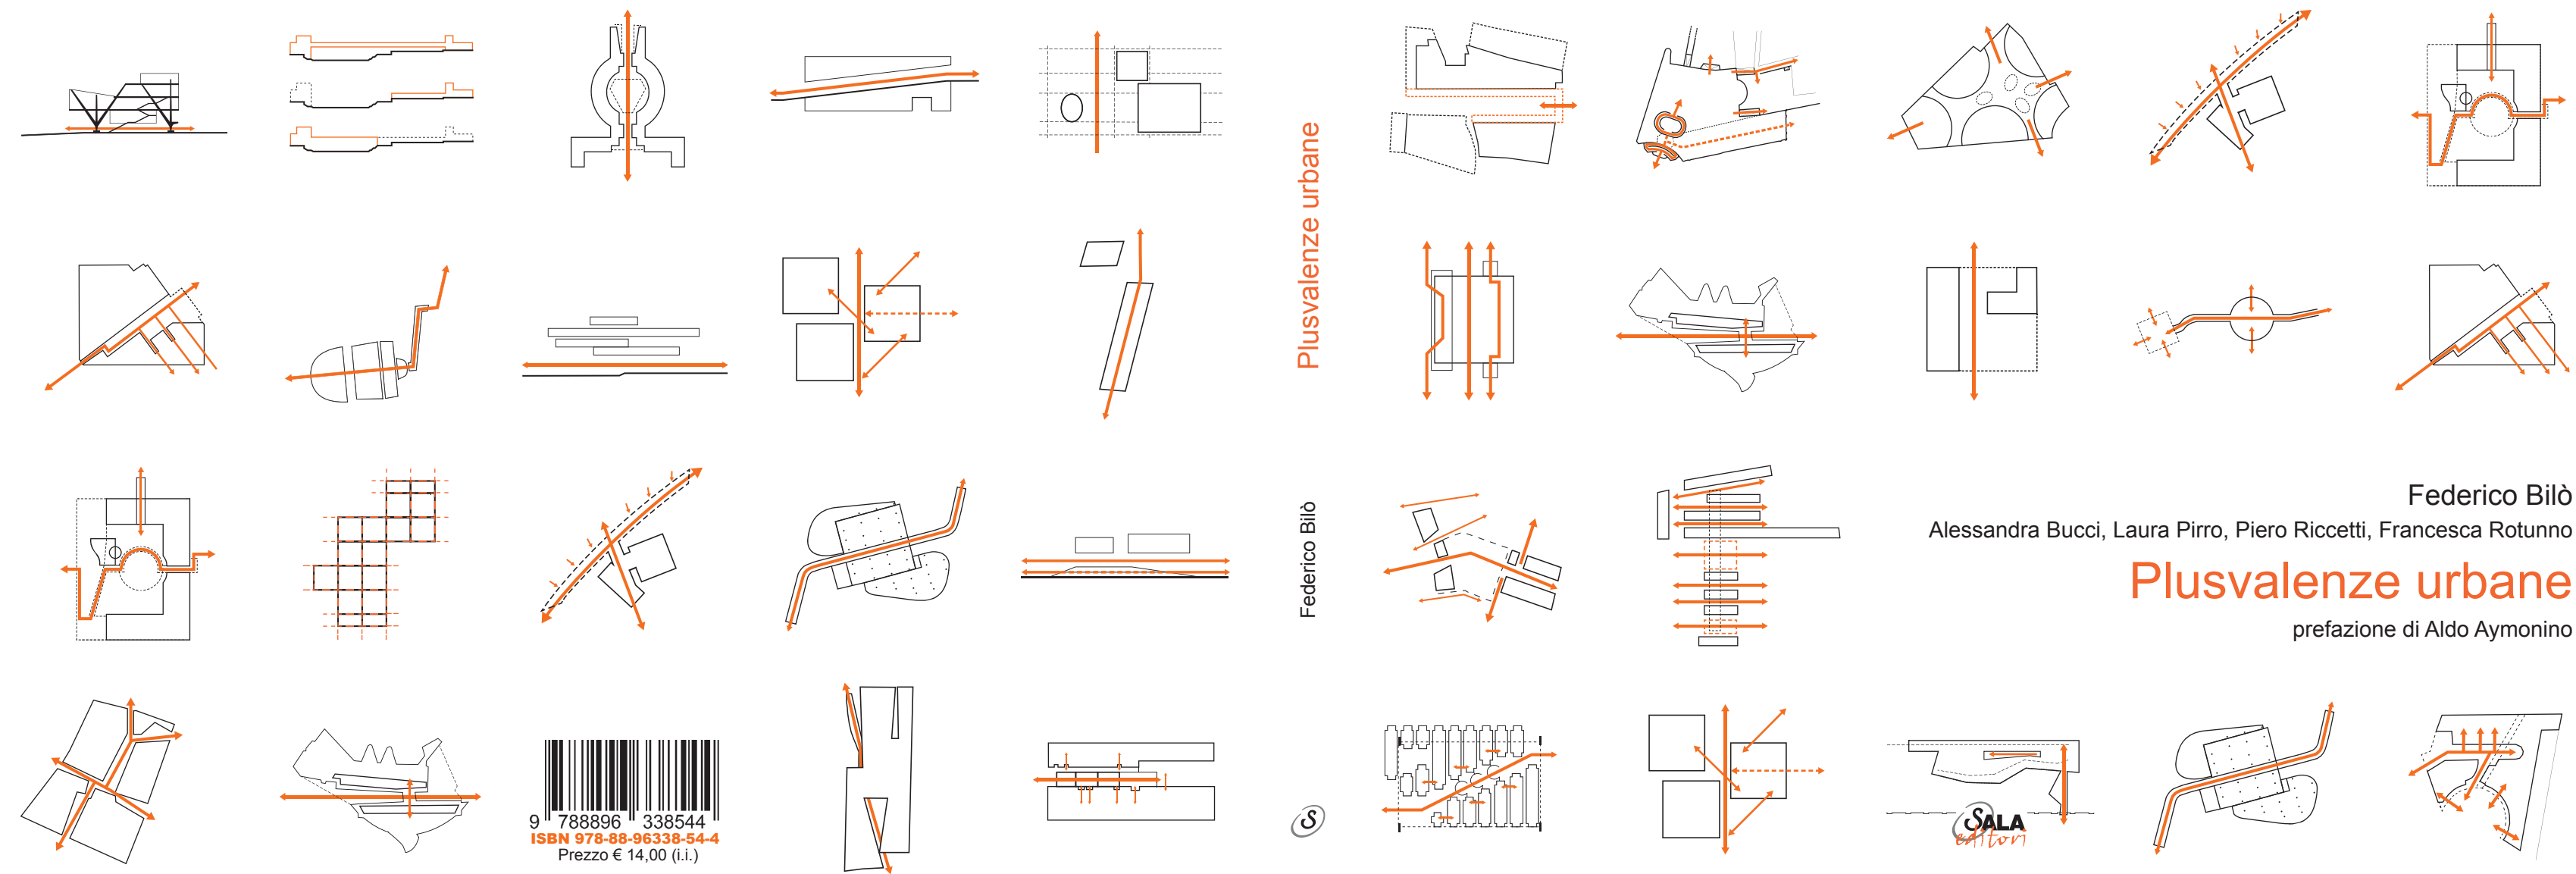 9 788896 338544
ISBN 978-88-96338-54-4
Prezzo € 14,00 (i.i.)
Plusvalenze urbane
Federico Bilò
S
Federico Bilò
Alessandra Bucci, Laura Pirro, Piero Riccetti, Francesca Rotunno
Plusvalenze urbane
prefazione di Aldo Aymonino
SALA
editori